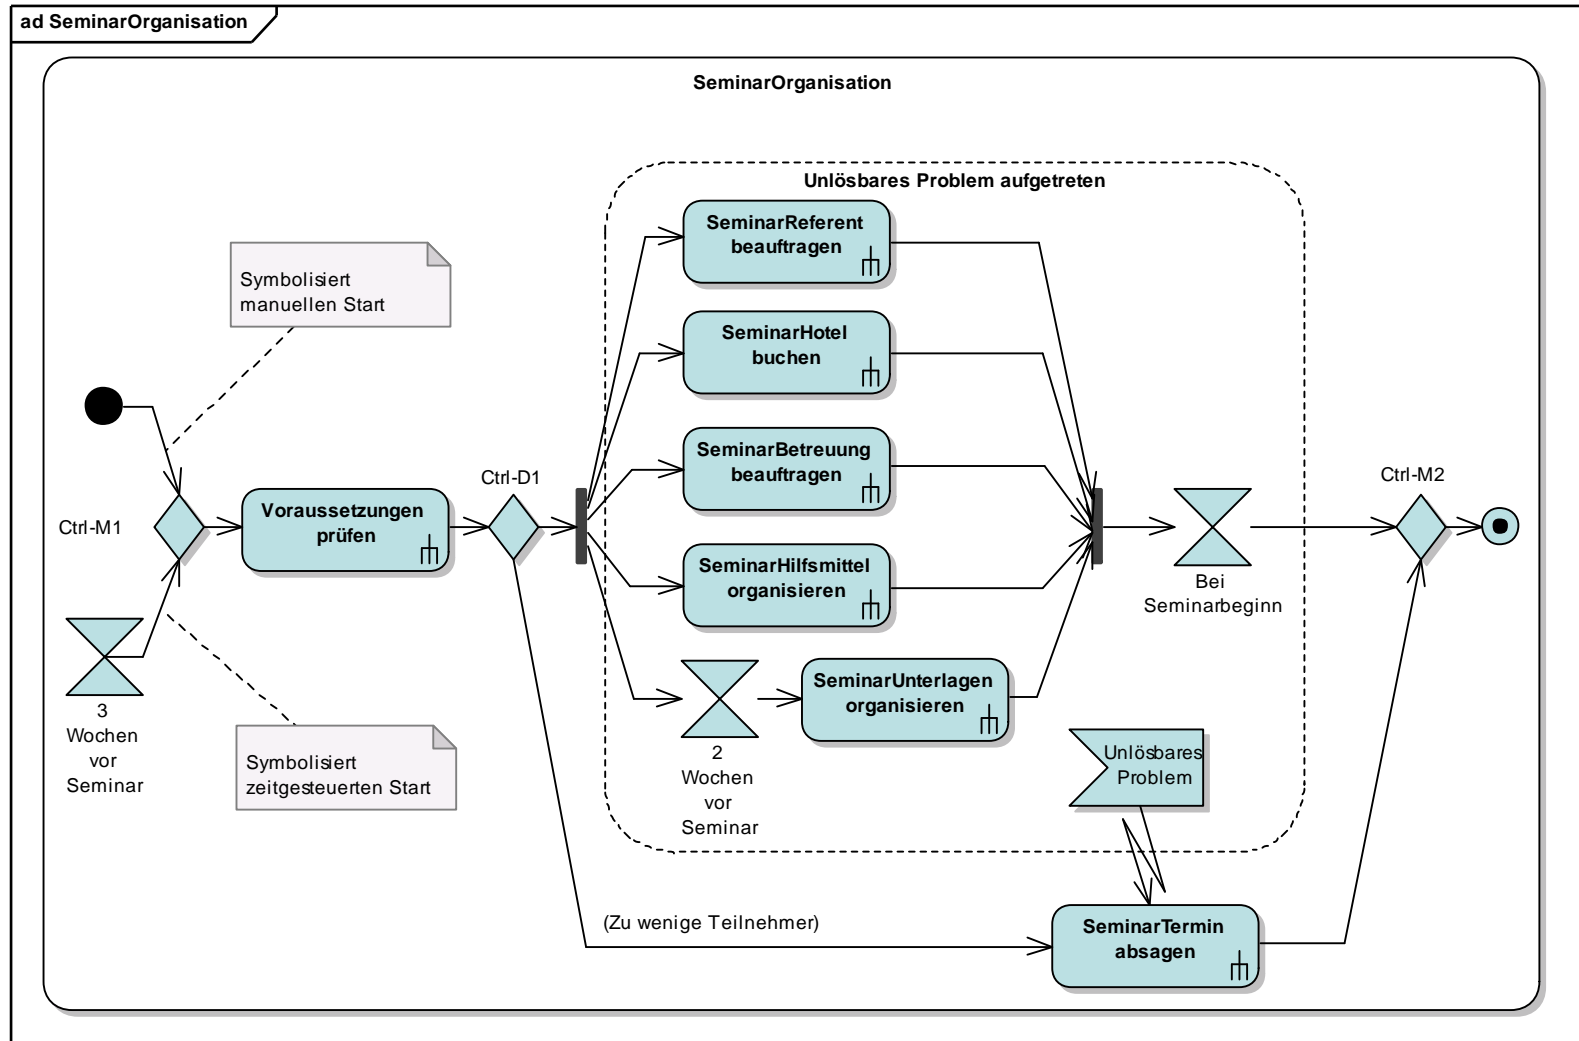 ad SeminarOrganisation
SeminarOrganisation
Unlösbares Problem aufgetreten
SeminarReferent
beauftragen
Symbolisiert
manuellen Start
SeminarHotel
buchen
SeminarBetreuung
beauftragen
Ctrl-D1
Ctrl-M2
Ctrl-M1
Voraussetzungen
prüfen
SeminarHilfsmittel
organisieren
Bei
Seminarbeginn
SeminarUnterlagen
organisieren
3
Wochen
vor
Seminar
Symbolisiert
zeitgesteuerten Start
2
Wochen
vor
Seminar
Unlösbares
Problem
(Zu wenige Teilnehmer)
SeminarTermin
absagen